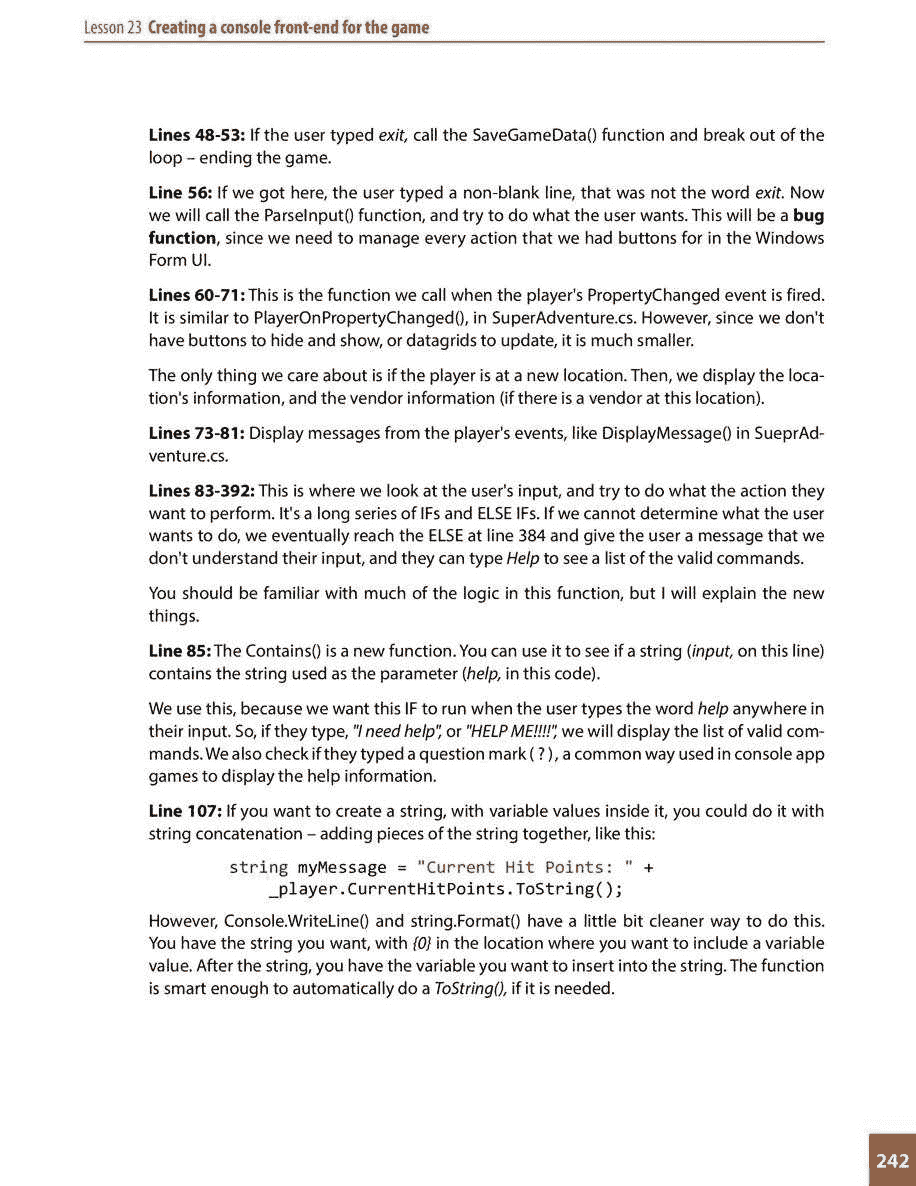 Lesson 23 Creating a console front-end for the game
Lines 48-53: If the user typed exit, call the SaveGameData() function and break out of the
loop – ending the game.
Line 56: If we got here, the user typed a non-blank line, that was not the word exit. Now
we will call the ParseInput() function, and try to do what the user wants. This will be a bug
function, since we need to manage every action that we had buttons for in the Windows
Form UI.
Lines 60-71: This is the function we call when the player's PropertyChanged event is fired.
It is similar to PlayerOnPropertyChanged(), in SuperAdventure.cs. However, since we don't
have buttons to hide and show, or datagrids to update, it is much smaller.
The only thing we care about is if the player is at a new location. Then, we display the loca-
tion's information, and the vendor information (if there is a vendor at this location).
Lines 73-81: Display messages from the player's events, like DisplayMessage() in SueprAd-
venture.cs.
Lines 83-392: This is where we look at the user's input, and try to do what the action they
want to perform. It's a long series of IFs and ELSE IFs. If we cannot determine what the user
wants to do, we eventually reach the ELSE at line 384 and give the user a message that we
don't understand their input, and they can type Help to see a list of the valid commands.
You should be familiar with much of the logic in this function, but I will explain the new
things.
Line 85: The Contains() is a new function. You can use it to see if a string (input, on this line)
contains the string used as the parameter (help, in this code).
We use this, because we want this IF to run when the user types the word help anywhere in
their input. So, if they type, "I need help", or "HELP ME!!!!", we will display the list of valid com-
mands. We also check if they typed a question mark ( ? ), a common way used in console app
games to display the help information.
Line 107: If you want to create a string, with variable values inside it, you could do it with
string concatenation – adding pieces of the string together, like this:
string myMessage = "Current Hit Points: " +
_player.CurrentHitPoints.ToString();
However, Console.WriteLine() and string.Format() have a little bit cleaner way to do this.
You have the string you want, with {0} in the location where you want to include a variable
value. After the string, you have the variable you want to insert into the string. The function
is smart enough to automatically do a ToString(), if it is needed.
242